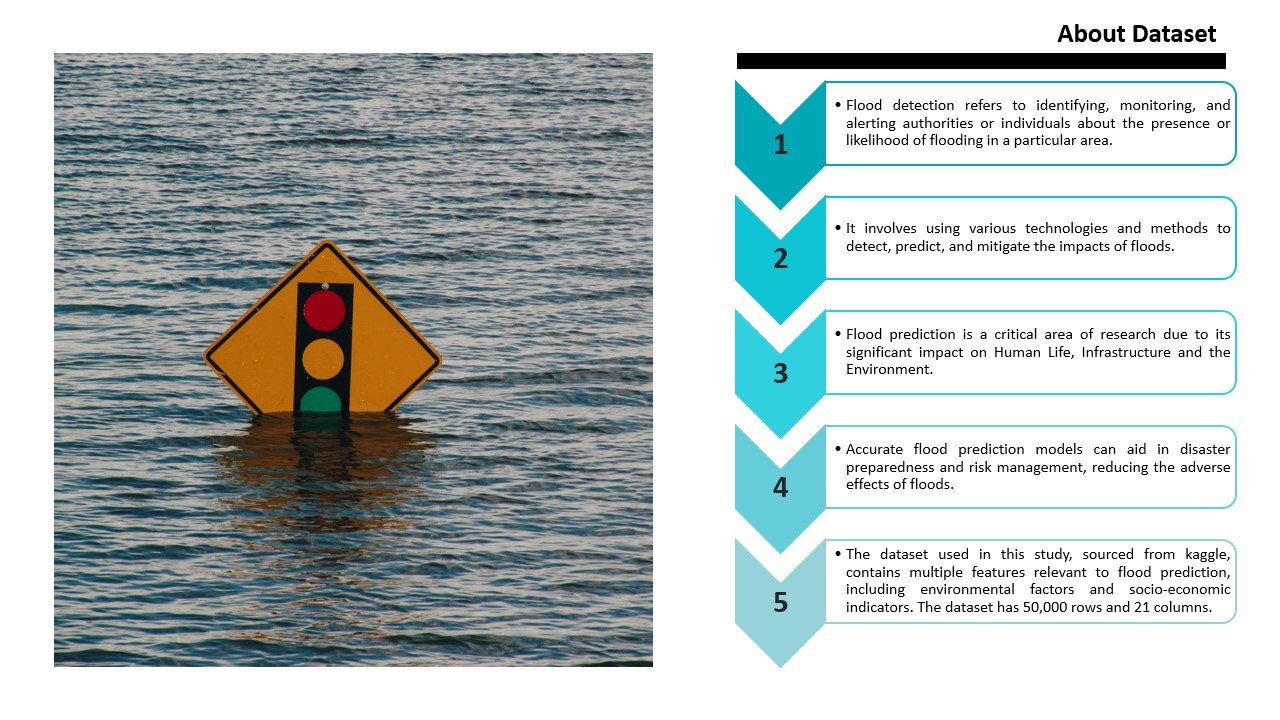 About Dataset
1
• Flood detection refers to identifying, monitoring, and
alerting authorities or individuals about the presence or
likelihood of flooding in a particular area.
2
• It involves using various technologies and methods to
detect, predict, and mitigate the impacts of floods.
3
• Flood prediction is a critical area of research due to its
significant impact on Human Life, Infrastructure and the
Environment.
4
• Accurate flood prediction models can aid in disaster
preparedness and risk management, reducing the adverse
effects of floods.
5
• The dataset used in this study, sourced from kaggle,
contains multiple features relevant to flood prediction,
including environmental factors and socio-economic
indicators. The dataset has 50,000 rows and 21 columns.